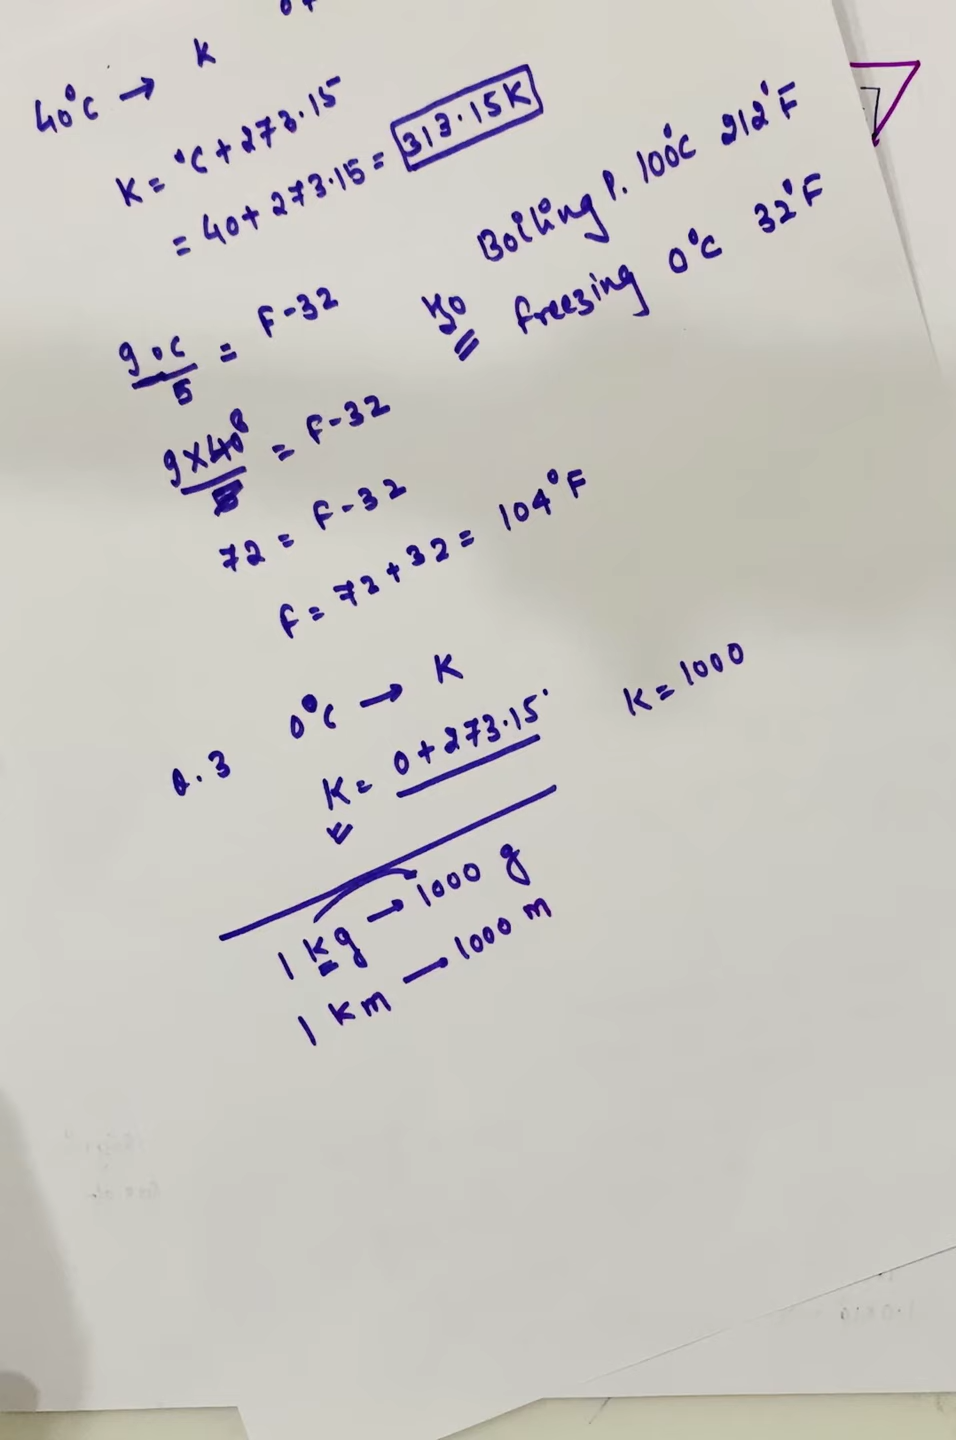 40°C → K
K = °C + 273.15
= 40 + 273.15 = 313.15K
Boiling P. 100°C 212°F
H₂O freezing 0°C 32°F
9 °C / 5 = F - 32
9 × 40 8 / 5 = F - 32
72 = F - 32
F = 72 + 32 = 104°F
Q.3 0°C → K
K = 0 + 273.15
K = 1000
1 kg → 1000 g
1 Km → 1000 m